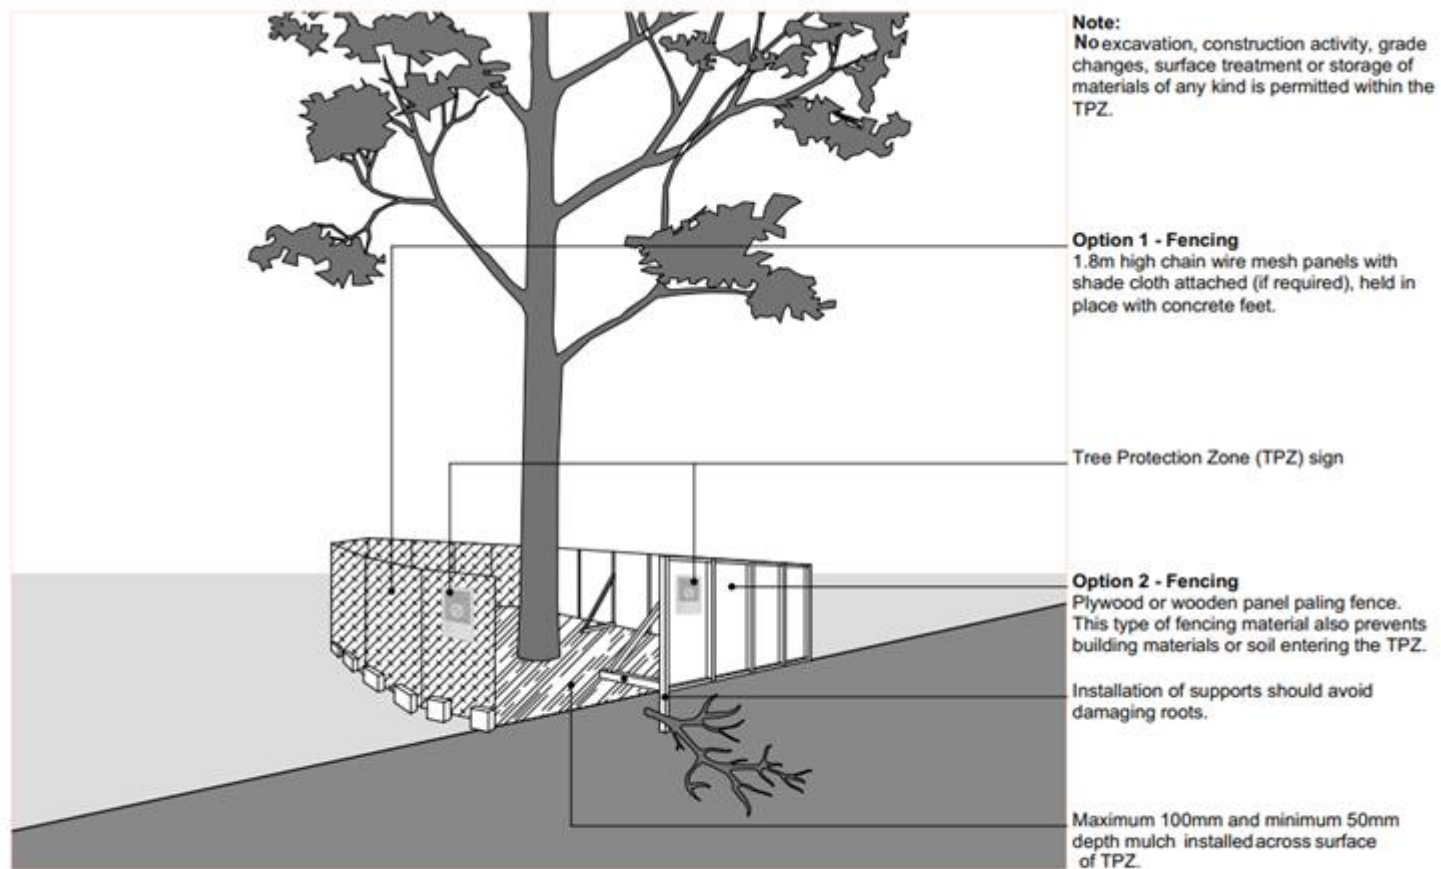 Note:
No excavation, construction activity, grade
changes, surface treatment or storage of
materials of any kind is permitted within the
TPZ.
Option 1 - Fencing
1.8m high chain wire mesh panels with
shade cloth attached (if required), held in
place with concrete feet.
Tree Protection Zone (TPZ) sign
Option 2 - Fencing
Plywood or wooden panel paling fence.
This type of fencing material also prevents
building materials or soil entering the TPZ.
Installation of supports should avoid
damaging roots.
Maximum 100mm and minimum 50mm
depth mulch installed across surface
of TPZ.